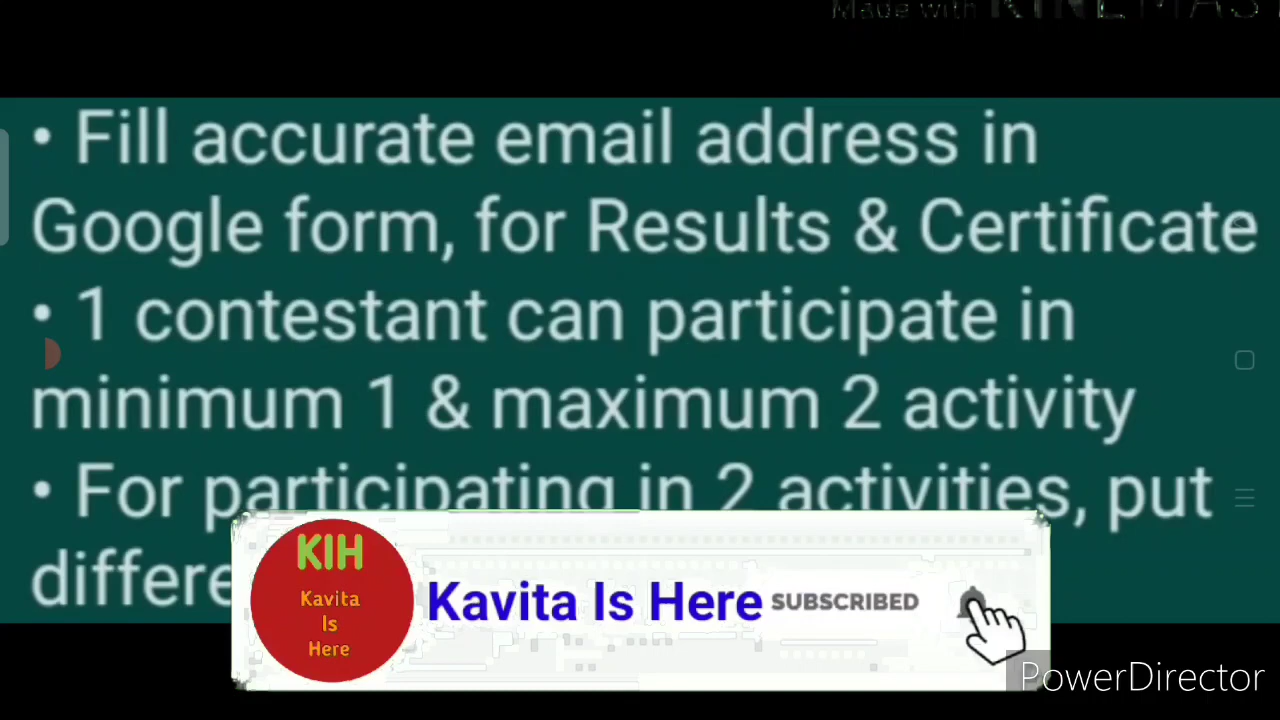 Made with KINEMAS
• Fill accurate email address in
Google form, for Results & Certificate
• 1 contestant can participate in
minimum 1 & maximum 2 activity
• For participating in 2 activities, put
differe
KIH
Kavita
Is
Here
Kavita Is Here SUBSCRIBED
PowerDirector